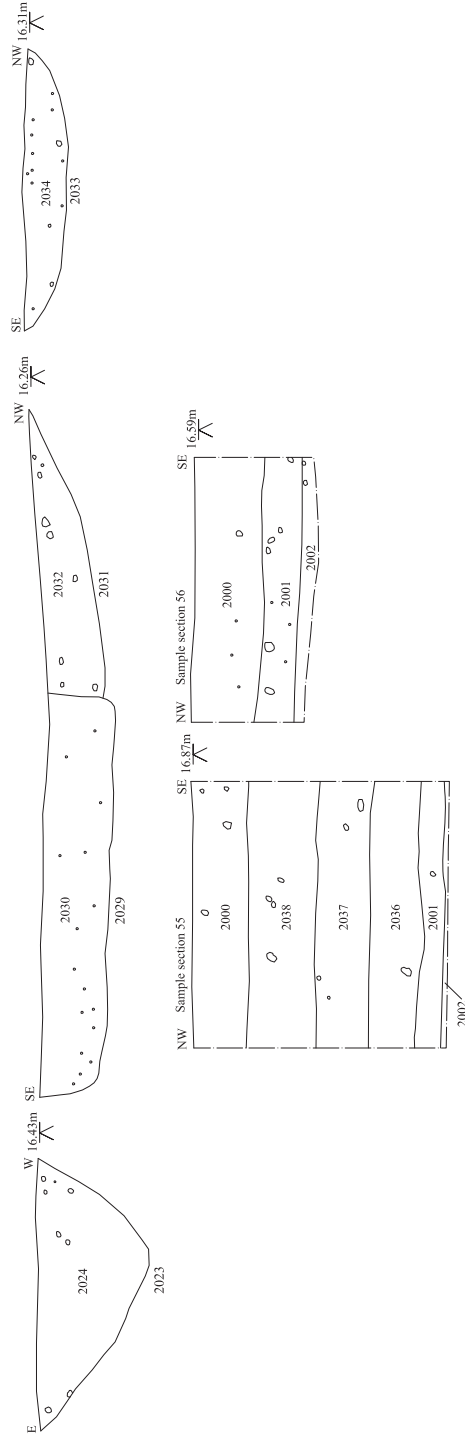 E
W
16.43m
2024
2023
SE
NW
16.26m
2030
2029
2032
2031
SE
NW
16.31m
2034
2033
NW
Sample section 55
SE
16.87m
2000
2038
2037
2036
2001
2002
NW
Sample section 56
SE
16.59m
2000
2001
2002